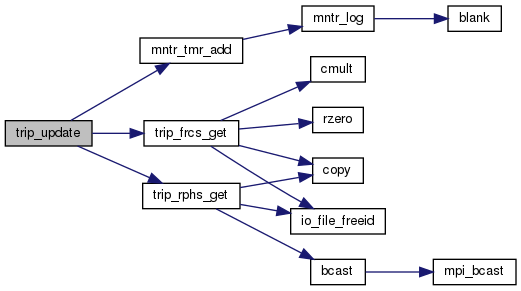 trip_update
mntr_tmr_add
mntr_log
blank
trip_frcs_get
cmult
rzero
copy
io_file_freeid
trip_rphs_get
bcast
mpi_bcast